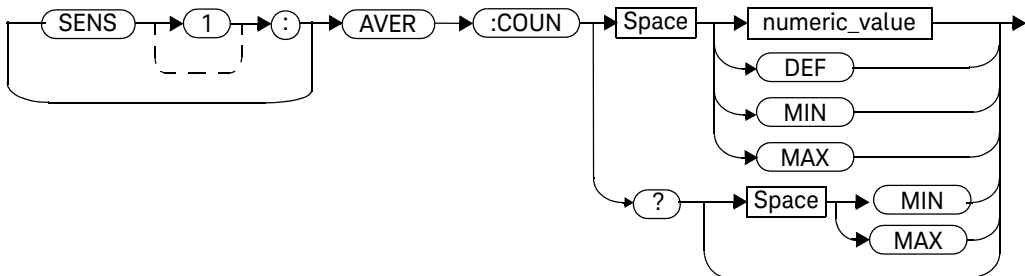 SENS 1 : AVER :COUN Space numeric_value
DEF
MIN
MAX
? Space MIN
MAX